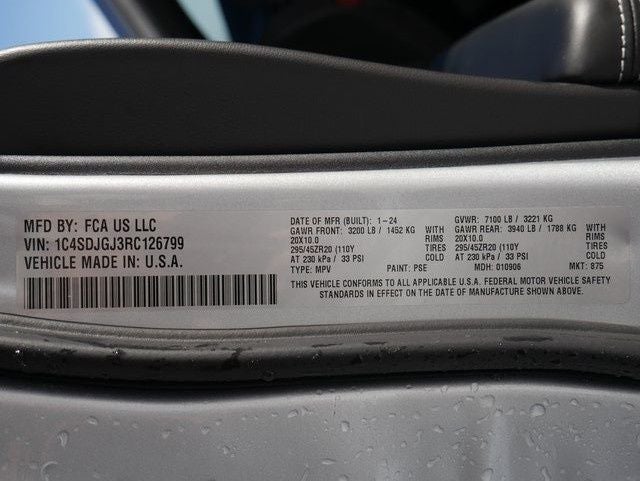 MFD BY: FCA US LLC
VIN: 1C4SDJGJ3RC126799
VEHICLE MADE IN: U.S.A.
DATE OF MFR (BUILT): 1-24 GVWR: 7100 LB / 3221 KG
GAWR FRONT: 3200 LB / 1452 KG WITH GAWR REAR: 3940 LB / 1788 KG WITH
20X10.0 RIMS 20X10.0 RIMS
295/45ZR20 (110Y TIRES 295/45ZR20 (110Y TIRES
AT 230 kPa / 33 PSI COLD AT 230 kPa / 33 PSI COLD
TYPE: MPV PAINT: PSE MDH: 010906 MKT: 875
THIS VEHICLE CONFORMS TO ALL APPLICABLE U.S.A. FEDERAL MOTOR VEHICLE SAFETY
STANDARDS IN EFFECT ON THE DATE OF MANUFACTURE SHOWN ABOVE.